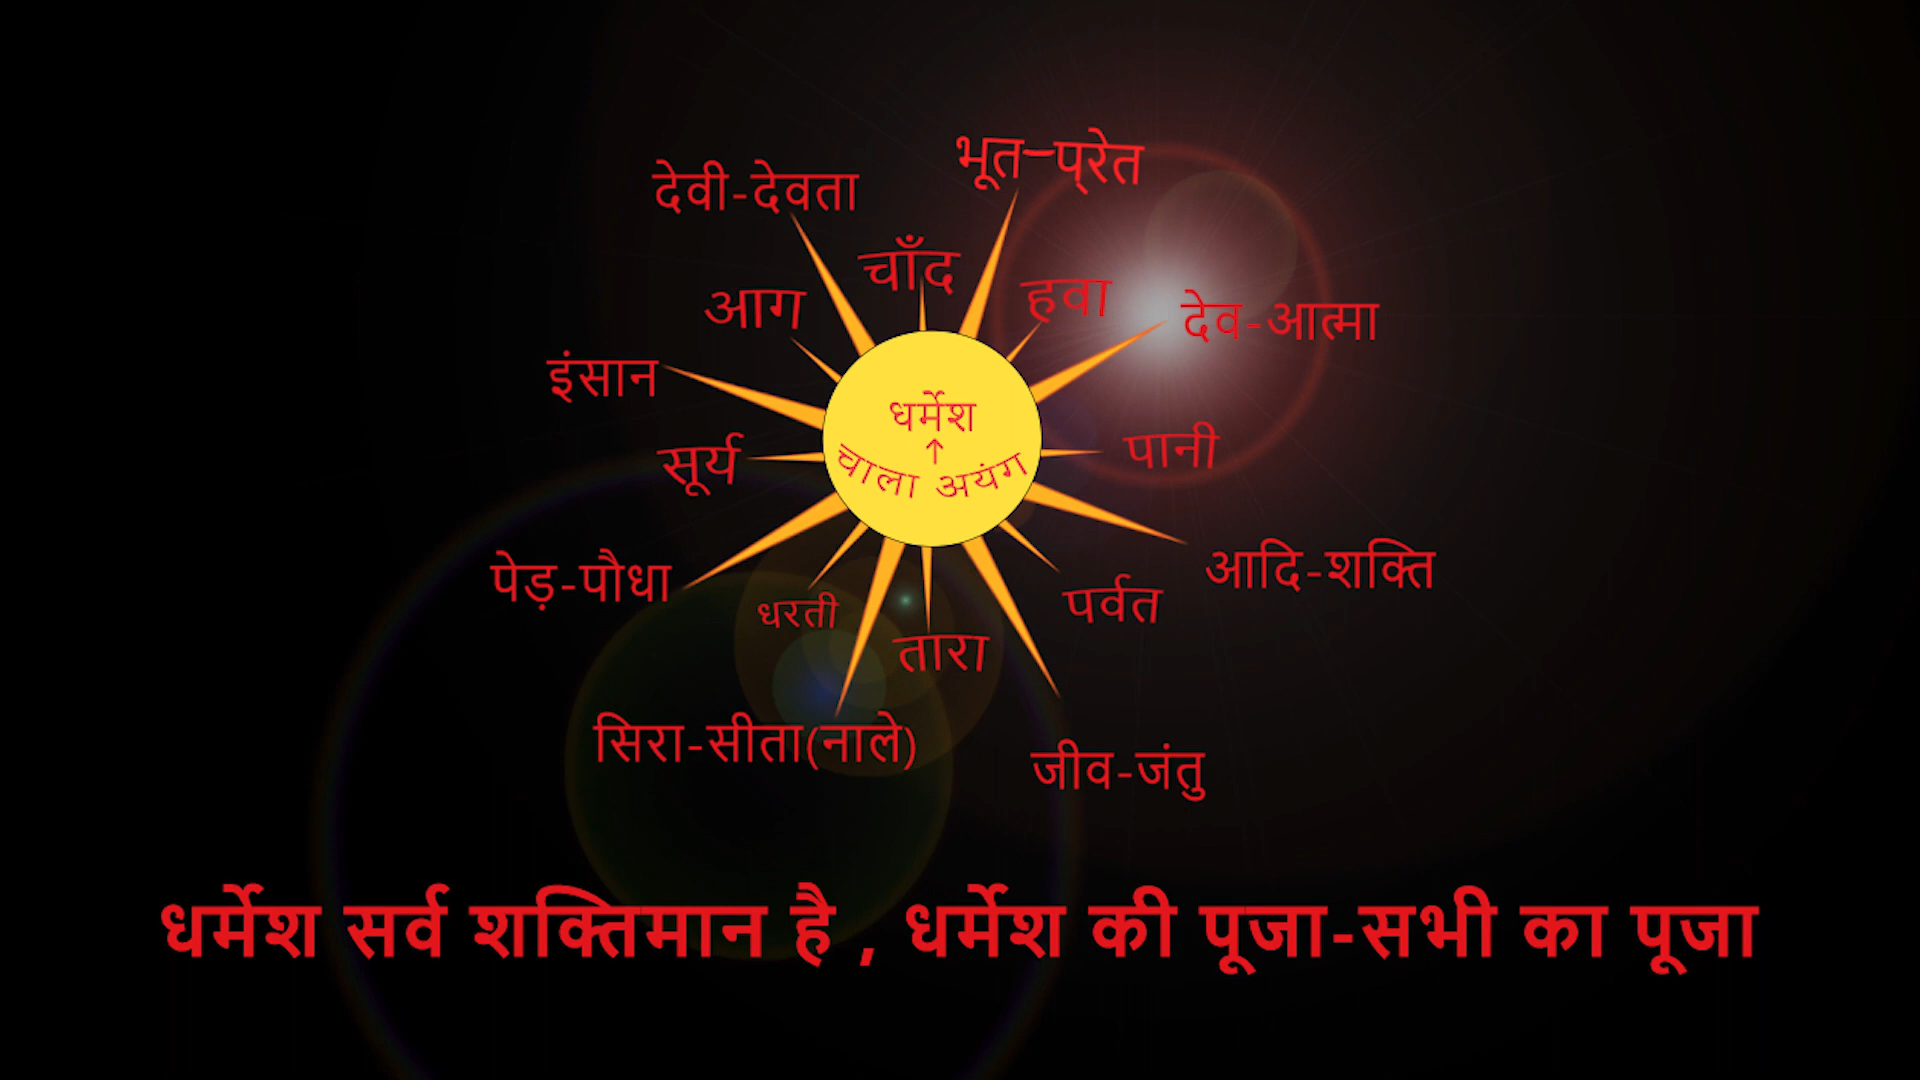 भूत-प्रेत
देवी-देवता
चाँद
हवा
आग
देव-आत्मा
इंसान
धर्मेश
↑
चाला अयंग
सूर्य
पानी
पेड़-पौधा
आदि-शक्ति
धरती
पर्वत
तारा
सिरा-सीता(नाले)
जीव-जंतु
धर्मेश सर्व शक्तिमान है , धर्मेश की पूजा-सभी का पूजा